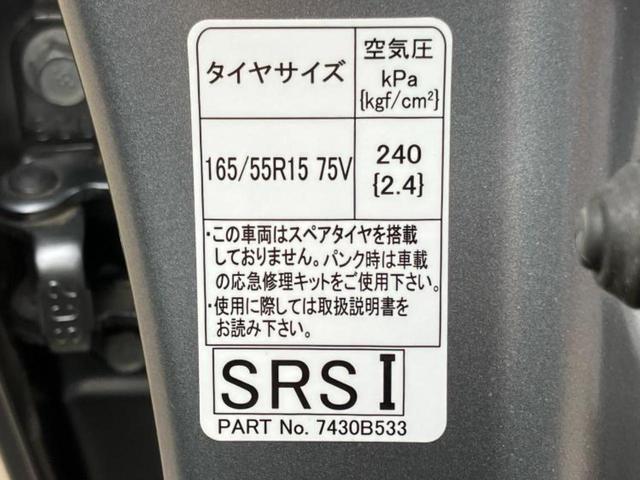 タイヤサイズ
空気圧
kPa
{kgf/cm²}
165/55R15 75V
240
{2.4}
・この車両はスペアタイヤを搭載
しておりません。パンク時は車載
の応急修理キットをご使用下さい。
・使用に際しては取扱説明書を
お読み下さい。
SRS I
PART No. 7430B533